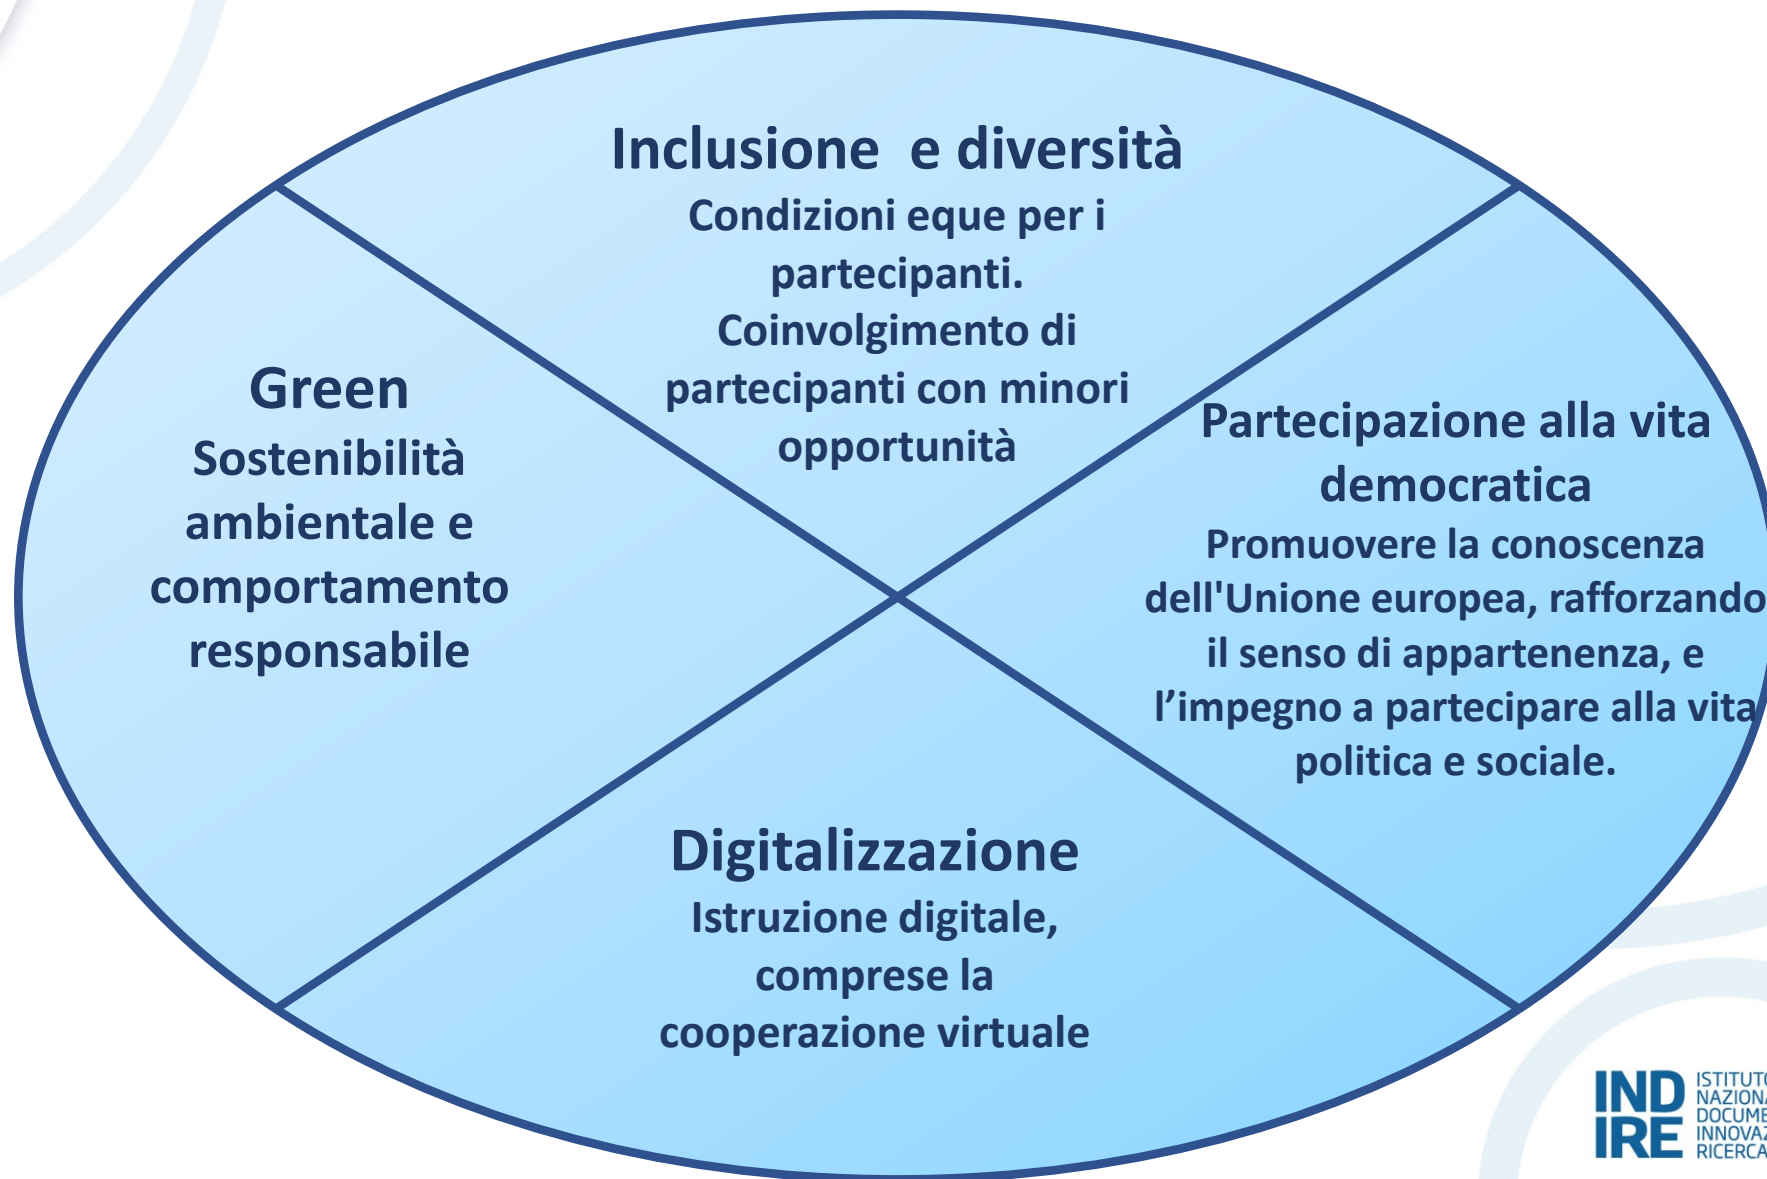 Inclusione e diversità
Condizioni eque per i
partecipanti.
Coinvolgimento di
partecipanti con minori
opportunità
Green
Sostenibilità
ambientale e
comportamento
responsabile
Partecipazione alla vita
democratica
Promuovere la conoscenza
dell'Unione europea, rafforzando
il senso di appartenenza, e
l’impegno a partecipare alla vita
politica e sociale.
Digitalizzazione
Istruzione digitale,
comprese la
cooperazione virtuale
IND
IRE
ISTITUTO
RICERCA